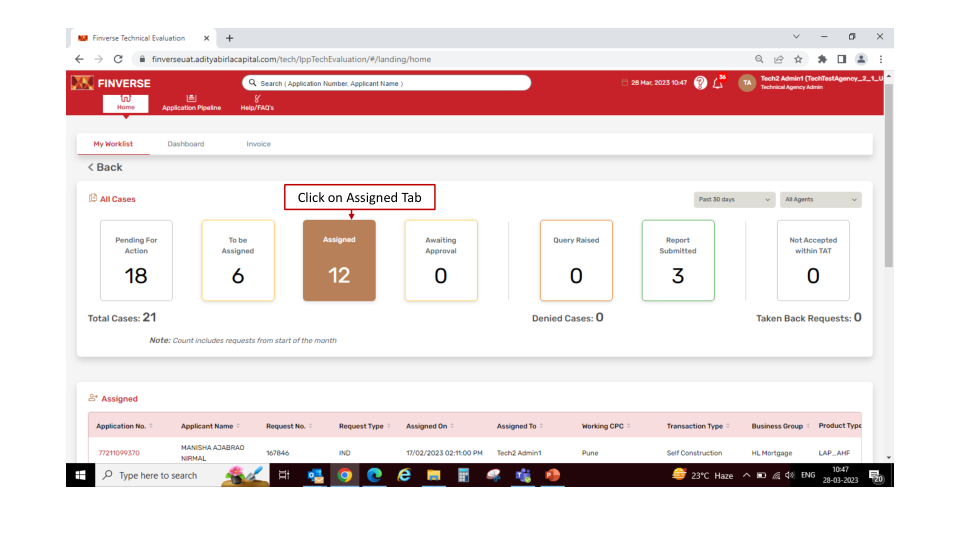 Finverse Technical Evaluation
finverseuat.adityabirlacapital.com/tech/IppTechEvaluation/#/landing/home
FINVERSE
Search ( Application Number, Applicant Name )
28 Mar, 2023 10:47
36
TA
Tech2 Admin1 (TechTestAgency_2_1_U
Technical Agency Admin
Home
Application Pipeline
Help/FAQ's
My Worklist
Dashboard
Invoice
< Back
All Cases
Click on Assigned Tab
Past 30 days
All Agents
Pending For Action
18
To be Assigned
6
Assigned
12
Awaiting Approval
0
Query Raised
0
Report Submitted
3
Not Accepted within TAT
0
Total Cases: 21
Denied Cases: 0
Taken Back Requests: 0
Note: Count includes requests from start of the month
Assigned
Application No. Applicant Name Request No. Request Type Assigned On Assigned To Working CPC Transaction Type Business Group Product Type
77211099370 MANISHA AJABRAO NIRMAL 167846 IND 17/02/2023 02:11:00 PM Tech2 Admin1 Pune Self Construction HL Mortgage LAP_AHF
Type here to search
23°C Haze
ENG
10:47
28-03-2023
20